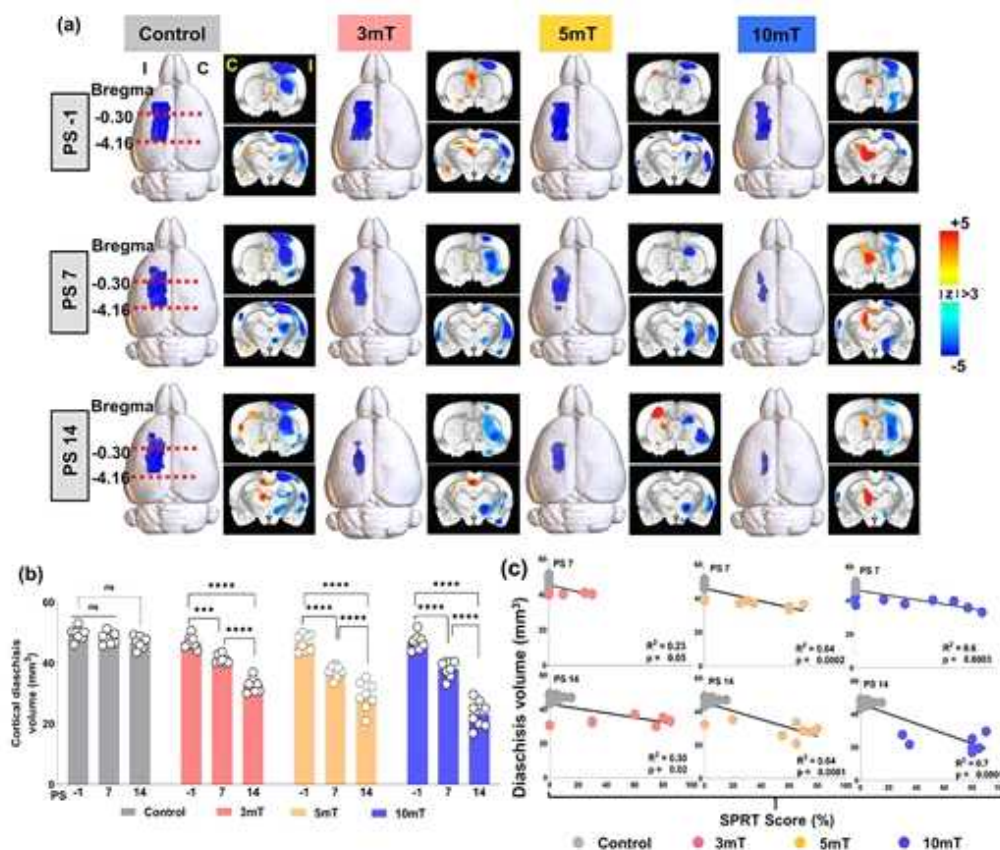 (a)
Control 3mT 5mT 10mT
I C C I
PS -1
Bregma
-0.30
-4.16
PS 7
Bregma
-0.30
-4.16
PS 14
Bregma
-0.30
-4.16
+5
|z|>3
-5
(b)
Cortical diaschisis volume (mm³)
60
40
20
0
ns
ns
****
***
****
****
****
****
****
****
****
PS -1 7 14 -1 7 14 -1 7 14 -1 7 14
Control 3mT 5mT 10mT
(c)
Diaschisis volume (mm³)
PS 7
R² = 0.23
p = 0.05
PS 7
R² = 0.64
p = 0.0002
PS 7
R² = 0.6
p = 0.0003
PS 14
R² = 0.30
p = 0.02
PS 14
R² = 0.64
p = 0.0001
PS 14
R² = 0.7
SPRT Score (%)
Control 3mT 5mT 10mT